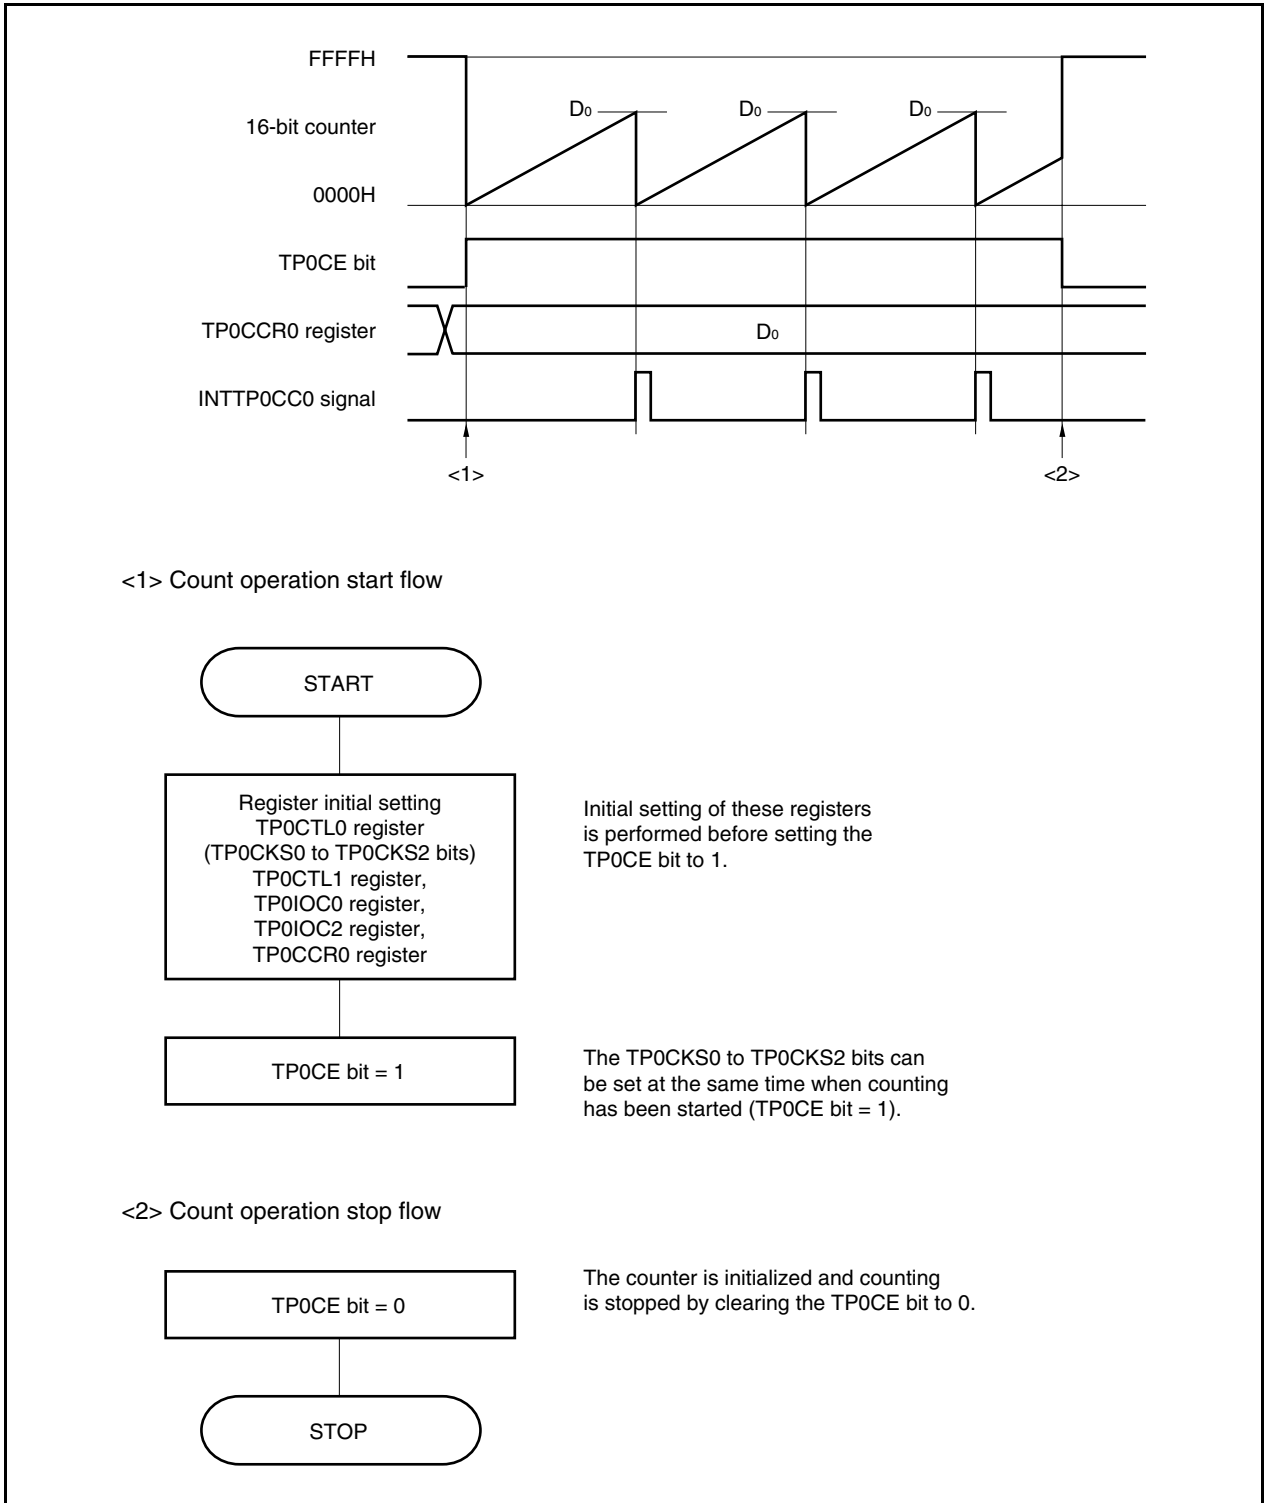 FFFFH
D0
D0
D0
16-bit counter
0000H
TP0CE bit
TP0CCR0 register
D0
INTTP0CC0 signal
<1>
<2>
<1> Count operation start flow
START
Register initial setting
TP0CTL0 register
(TP0CKS0 to TP0CKS2 bits)
TP0CTL1 register,
TP0IOC0 register,
TP0IOC2 register,
TP0CCR0 register
Initial setting of these registers
is performed before setting the
TP0CE bit to 1.
TP0CE bit = 1
The TP0CKS0 to TP0CKS2 bits can
be set at the same time when counting
has been started (TP0CE bit = 1).
<2> Count operation stop flow
TP0CE bit = 0
The counter is initialized and counting
is stopped by clearing the TP0CE bit to 0.
STOP